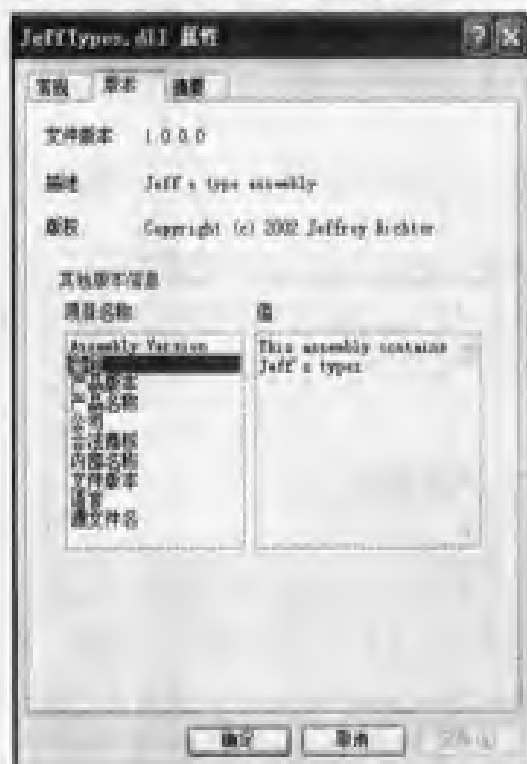 JeffTypes.dll 属性
常规 版本 摘要
文件版本 1.0.0.0
描述 Jeff's type assembly
版权 Copyright (c) 2002 Jeffrey Richter
其他版本信息
项目名称 值
Assembly Version
产品版本
产品名称
公司
合法商标
内部名称
文件版本
语言
源文件名
This assembly contains
Jeff's types
确定 取消